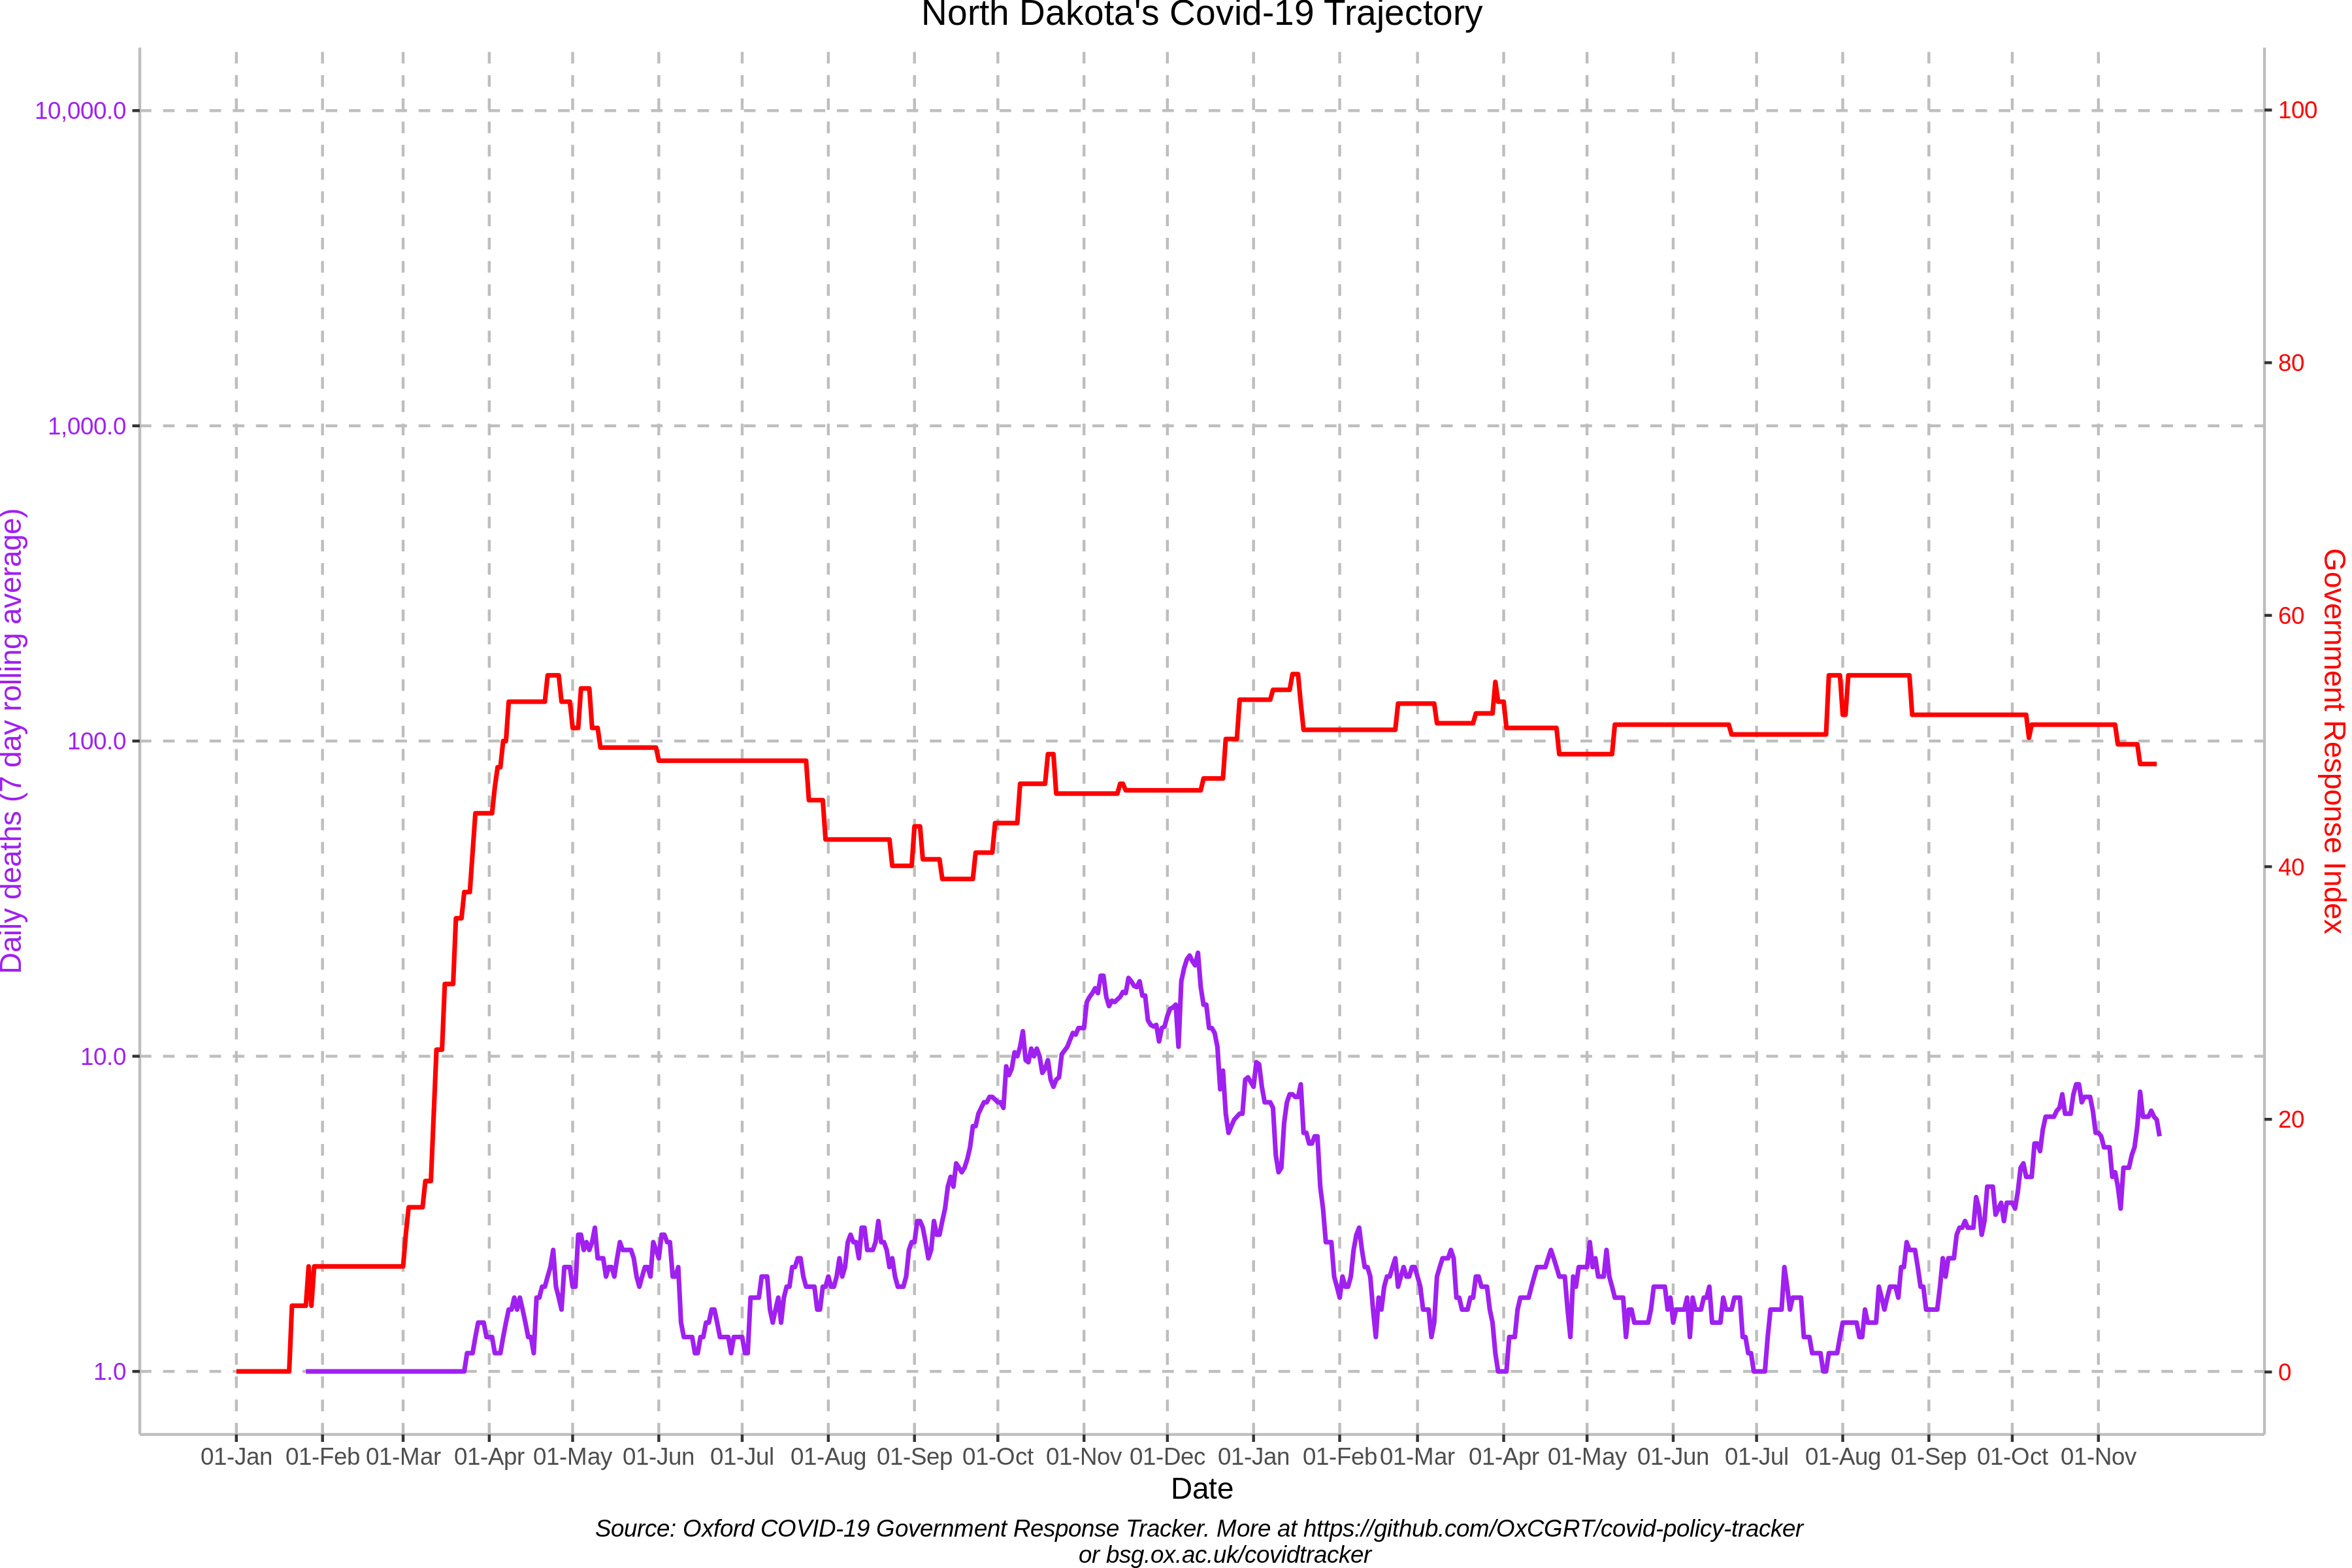 North Dakota's Covid-19 Trajectory
10,000.0
1,000.0
100.0
10.0
1.0
Daily deaths (7 day rolling average)
100
80
60
40
20
0
Government Response Index
01-Jan 01-Feb 01-Mar 01-Apr 01-May 01-Jun 01-Jul 01-Aug 01-Sep 01-Oct 01-Nov 01-Dec 01-Jan 01-Feb 01-Mar 01-Apr 01-May 01-Jun 01-Jul 01-Aug 01-Sep 01-Oct 01-Nov
Date
Source: Oxford COVID-19 Government Response Tracker. More at https://github.com/OxCGRT/covid-policy-tracker
or bsg.ox.ac.uk/covidtracker